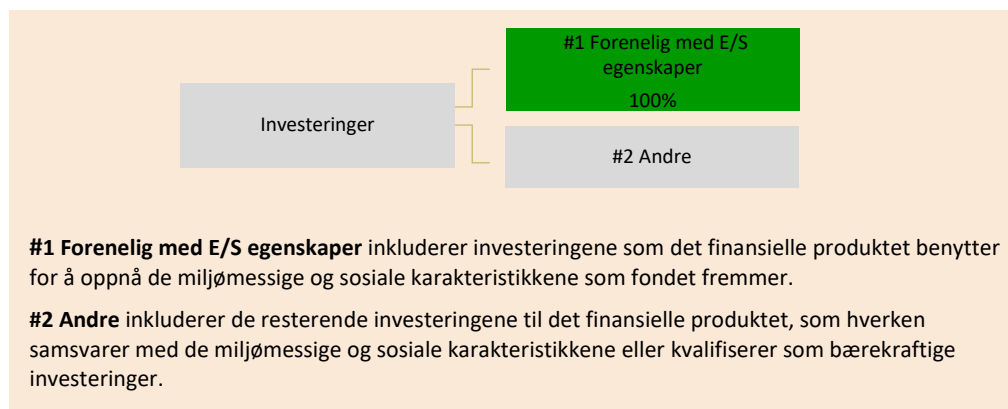 #1 Forenelig med E/S
egenskaper
100%
Investeringer
#2 Andre
#1 Forenelig med E/S egenskaper inkluderer investeringene som det finansielle produktet benytter
for å oppnå de miljømessige og sosiale karakteristikkene som fondet fremmer.
#2 Andre inkluderer de resterende investeringene til det finansielle produktet, som hverken
samsvarer med de miljømessige og sosiale karakteristikkene eller kvalifiserer som bærekraftige
investeringer.